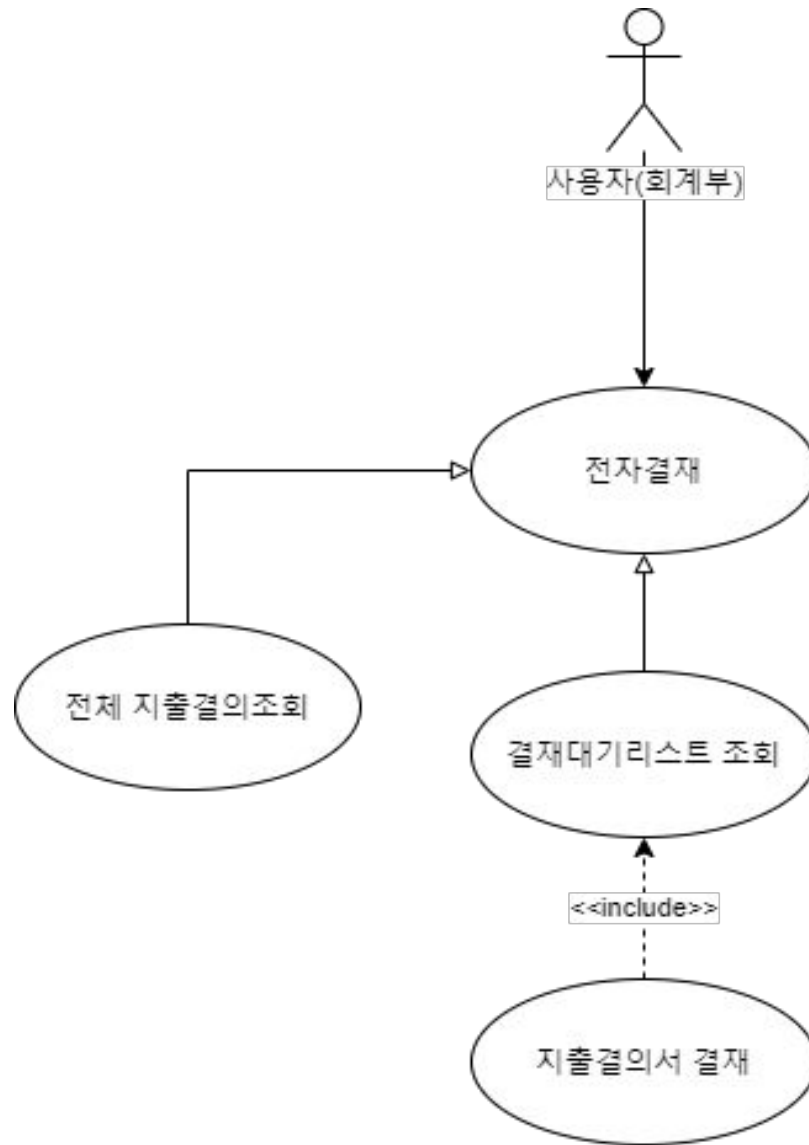 사용자(회계부)
전자결재
전체 지출결의조회
결재대기리스트 조회
<<include>>
지출결의서 결재